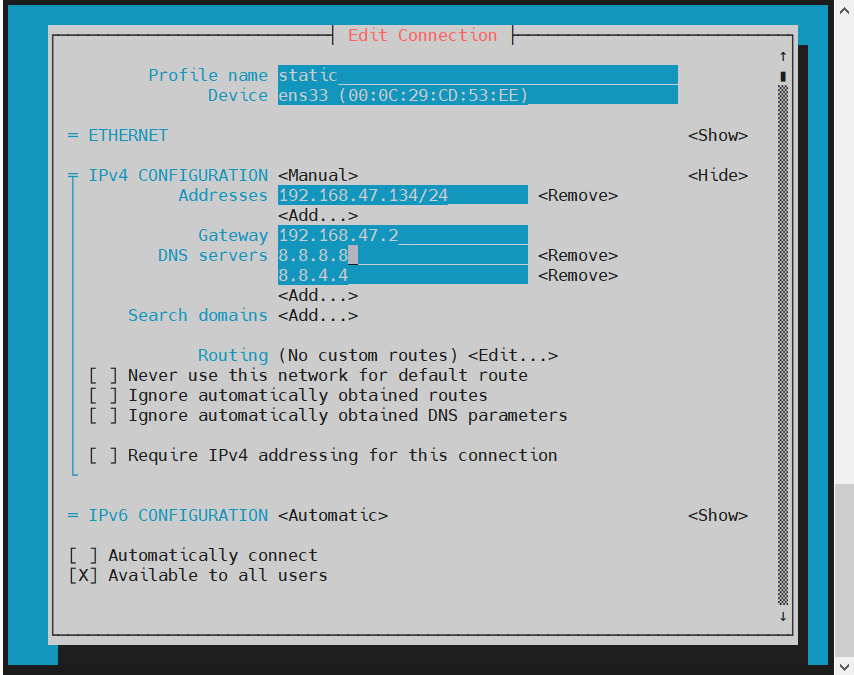 Edit Connection
Profile name static
Device ens33 (00:0C:29:CD:53:EE)
= ETHERNET <Show>
IPv4 CONFIGURATION <Manual> <Hide>
Addresses 192.168.47.134/24 <Remove>
<Add...>
Gateway 192.168.47.2
DNS servers 8.8.8.8 <Remove>
8.8.4.4 <Remove>
<Add...>
Search domains <Add...>
Routing (No custom routes) <Edit...>
[ ] Never use this network for default route
[ ] Ignore automatically obtained routes
[ ] Ignore automatically obtained DNS parameters
[ ] Require IPv4 addressing for this connection
= IPv6 CONFIGURATION <Automatic> <Show>
[ ] Automatically connect
[X] Available to all users